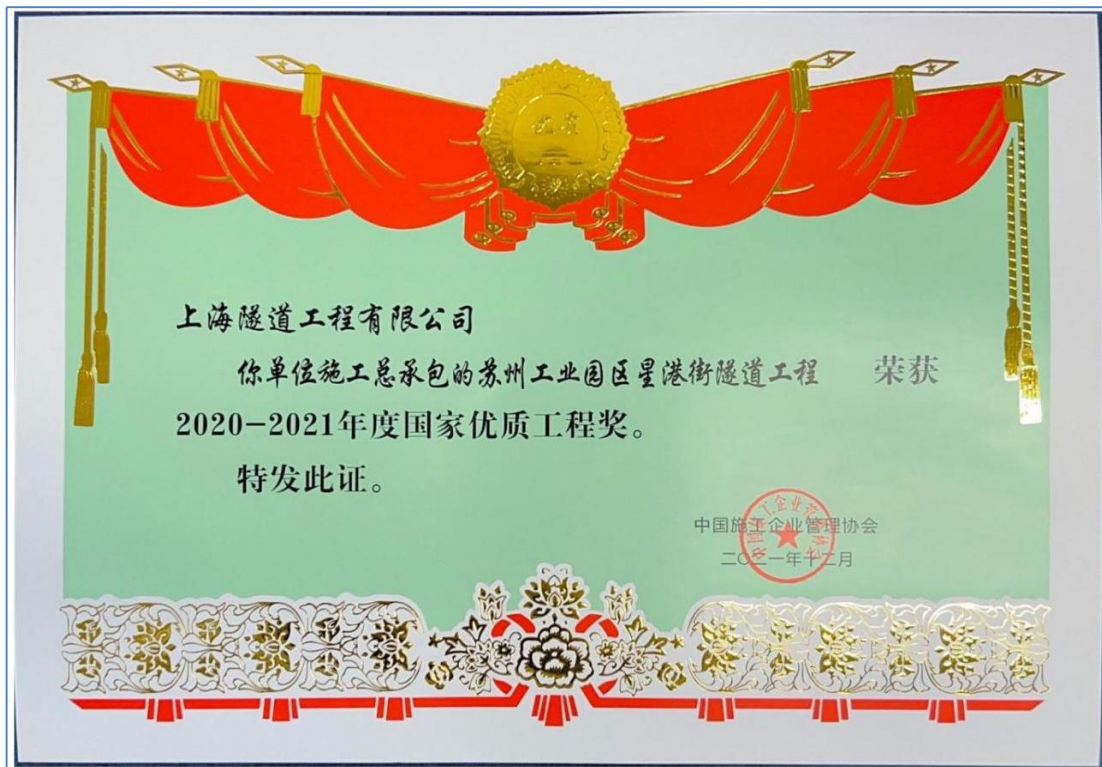 上海隧道工程有限公司
你单位施工总承包的苏州工业园区星港街隧道工程 荣获
2020-2021年度国家优质工程奖。
特发此证。
中国施工企业管理协会
二〇二一年十二月